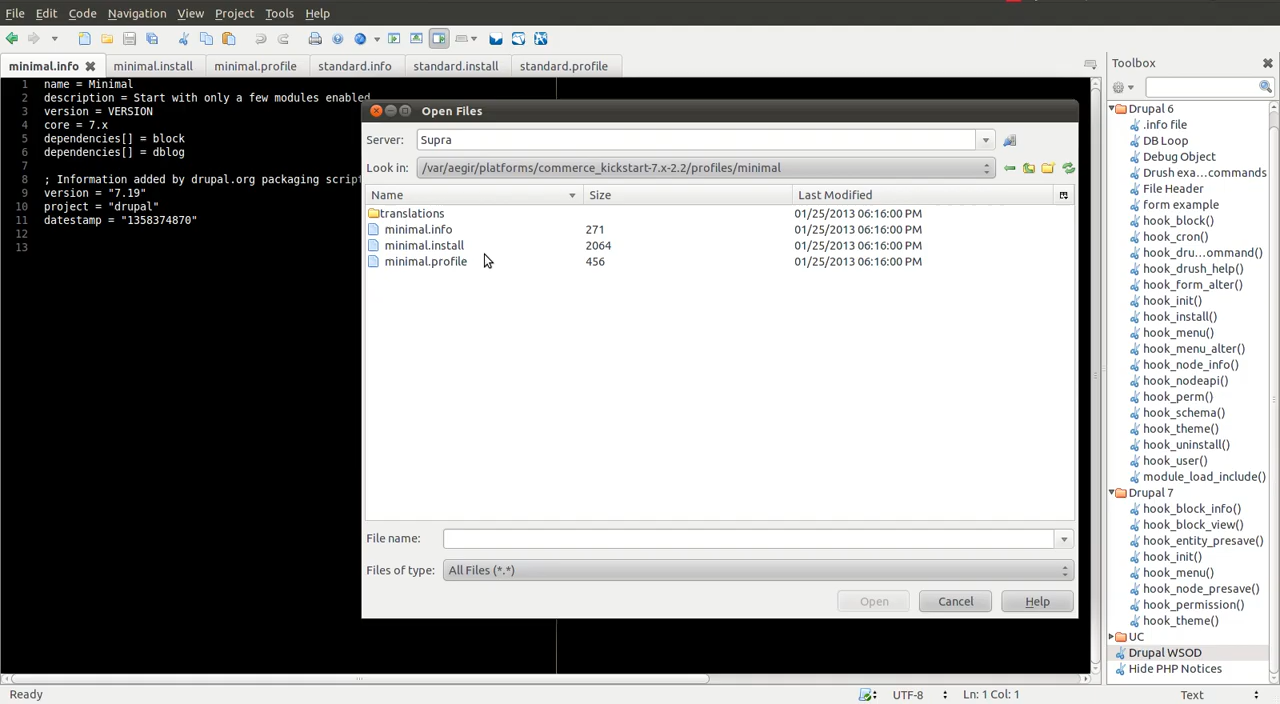 File Edit Code Navigation View Project Tools Help
minimal.info minimal.install minimal.profile standard.info standard.install standard.profile
1 name = Minimal
2 description = Start with only a few modules enabled
3 version = VERSION
4 core = 7.x
5 dependencies[] = block
6 dependencies[] = dblog
7
8 ; Information added by drupal.org packaging script
9 version = "7.19"
10 project = "drupal"
11 datestamp = "1358374870"
12
13
Open Files
Server: Supra
Look in: /var/aegir/platforms/commerce_kickstart-7.x-2.2/profiles/minimal
Name Size Last Modified
translations 01/25/2013 06:16:00 PM
minimal.info 271 01/25/2013 06:16:00 PM
minimal.install 2064 01/25/2013 06:16:00 PM
minimal.profile 456 01/25/2013 06:16:00 PM
File name:
Files of type: All Files (*.*)
Open Cancel Help
Toolbox
Drupal 6
.info file
DB Loop
Debug Object
Drush exa...commands
File Header
form example
hook_block()
hook_cron()
hook_dru...ommand()
hook_drush_help()
hook_form_alter()
hook_init()
hook_install()
hook_menu()
hook_menu_alter()
hook_node_info()
hook_nodeapi()
hook_perm()
hook_schema()
hook_theme()
hook_uninstall()
hook_user()
module_load_include()
Drupal 7
hook_block_info()
hook_block_view()
hook_entity_presave()
hook_init()
hook_menu()
hook_node_presave()
hook_permission()
hook_theme()
UC
Drupal WSOD
Hide PHP Notices
Ready UTF-8 Ln: 1 Col: 1 Text